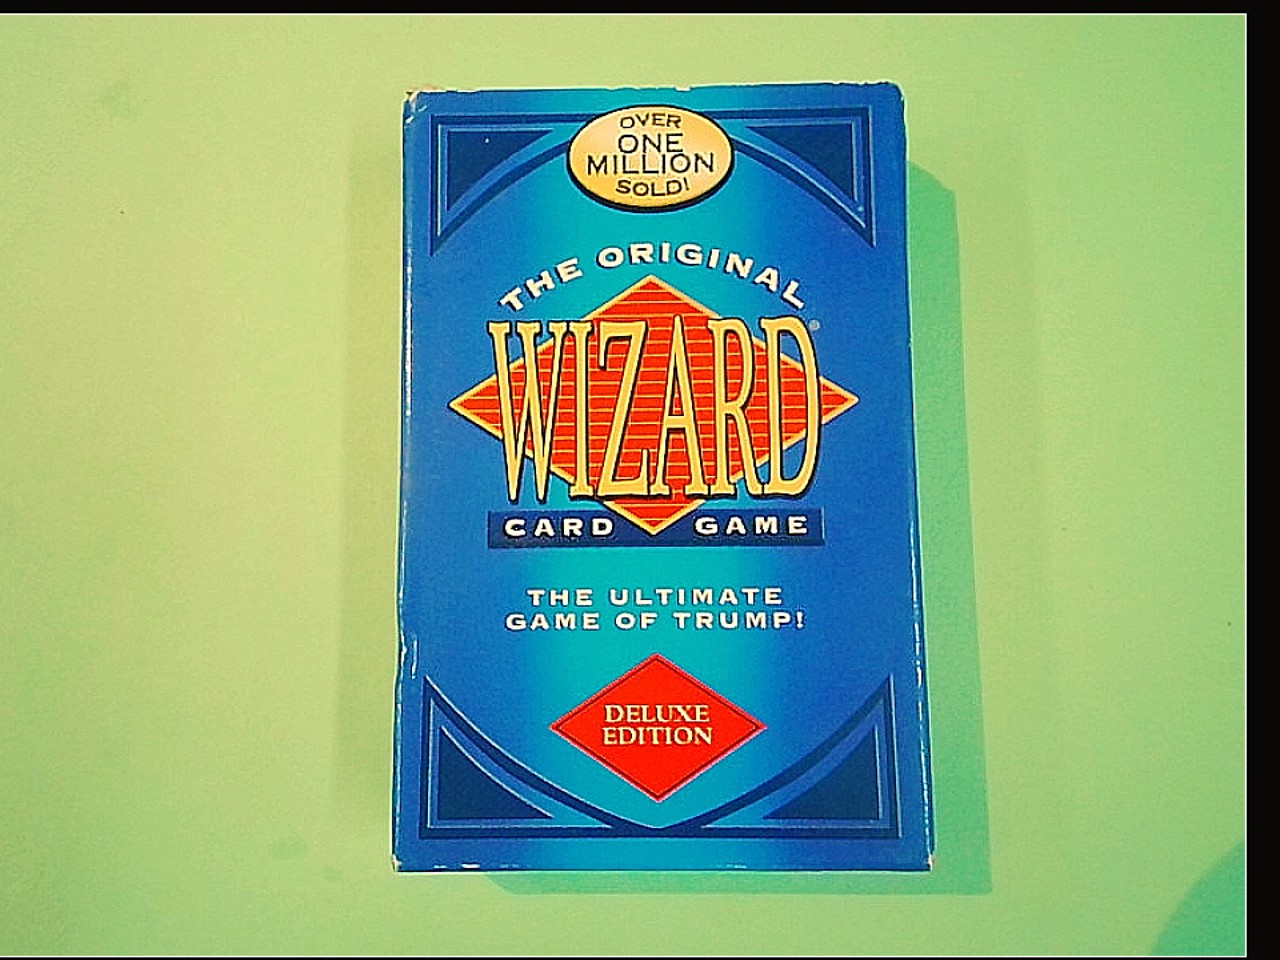 OVER
ONE
MILLION
SOLD!
THE ORIGINAL
WIZARD®
CARD GAME
THE ULTIMATE
GAME OF TRUMP!
DELUXE
EDITION